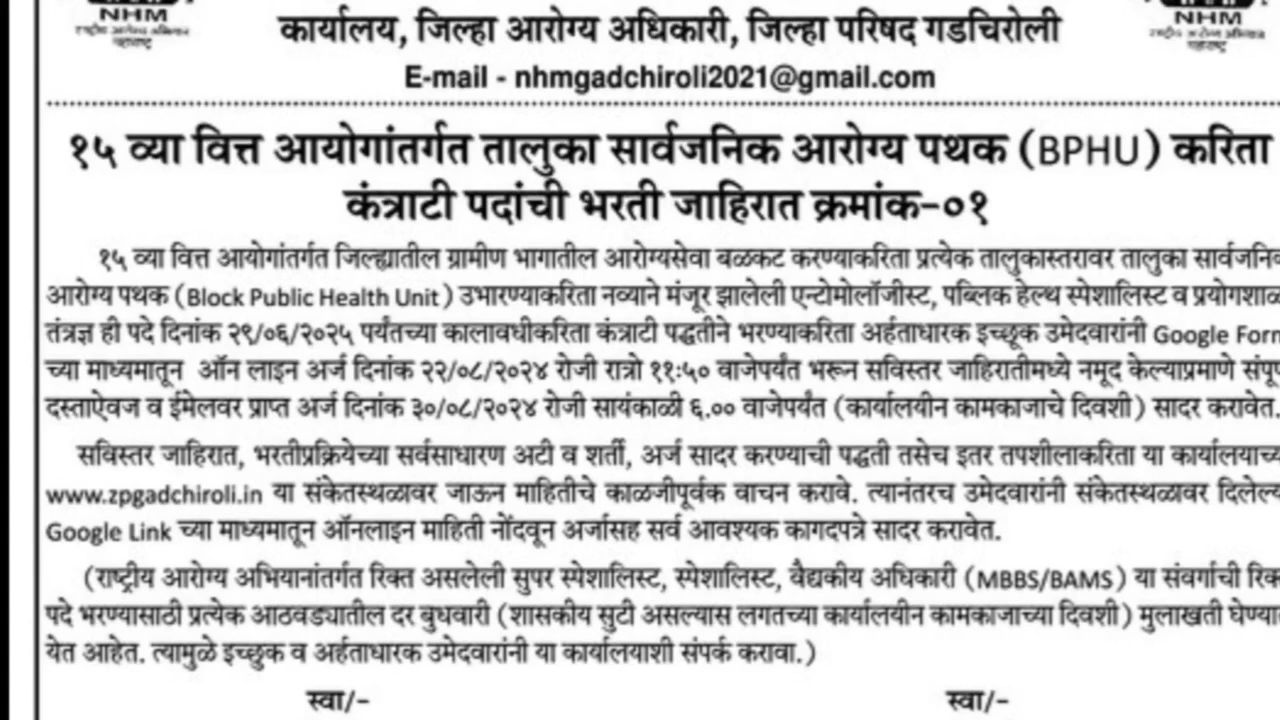 NHM
NHM
कार्यालय, जिल्हा आरोग्य अधिकारी, जिल्हा परिषद गडचिरोली
E-mail - nhmgadchiroli2021@gmail.com
१५ व्या वित्त आयोगांतर्गत तालुका सार्वजनिक आरोग्य पथक (BPHU) करिता
कंत्राटी पदांची भरती जाहिरात क्रमांक-०१
१५ व्या वित्त आयोगांतर्गत जिल्ह्यातील ग्रामीण भागातील आरोग्यसेवा बळकट करण्याकरिता प्रत्येक तालुकास्तरावर तालुका
आरोग्य पथक (Block Public Health Unit) उभारण्याकरिता नव्याने मंजूर झालेली एन्टोमोलॉजीस्ट, पब्लिक हेल्थ स्पेशालिस्ट व
तंत्रज्ञ ही पदे दिनांक २९/०६/२०२५ पर्यंतच्या कालावधीकरिता कंत्राटी पद्धतीने भरण्याकरिता अर्हताधारक इच्छूक उमेदवारांनी Google
च्या माध्यमातून ऑन लाइन अर्ज दिनांक २२/०८/२०२४ रोजी रात्रो ११:५० वाजेपर्यंत भरून सविस्तर जाहिरातीमध्ये नमूद केल्याप्रमाणे
दस्ताऐवज व ईमेलवर प्राप्त अर्ज दिनांक ३०/०८/२०२४ रोजी सायंकाळी ६.०० वाजेपर्यंत (कार्यालयीन कामकाजाचे दिवशी) सादर करावेत.
सविस्तर जाहिरात, भरतीप्रक्रियेच्या सर्वसाधारण अटी व शर्ती, अर्ज सादर करण्याची पद्धती तसेच इतर तपशीलाकरिता या
www.zpgadchiroli.in या संकेतस्थळावर जाऊन माहितीचे काळजीपूर्वक वाचन करावे. त्यानंतरच उमेदवारांनी संकेतस्थळावर
Google Link च्या माध्यमातून ऑनलाइन माहिती नोंदवून अर्जासह सर्व आवश्यक कागदपत्रे सादर करावेत.
(राष्ट्रीय आरोग्य अभियानांतर्गत रिक्त असलेली सुपर स्पेशालिस्ट, स्पेशालिस्ट, वैद्यकीय अधिकारी (MBBS/BAMS) या संवर्गाची
पदे भरण्यासाठी प्रत्येक आठवड्यातील दर बुधवारी (शासकीय सुटी असल्यास लगतच्या कार्यालयीन कामकाजाच्या दिवशी) मुलाखती
येत आहेत. त्यामुळे इच्छुक व अर्हताधारक उमेदवारांनी या कार्यालयाशी संपर्क करावा.)
स्वा/-
स्वा/-